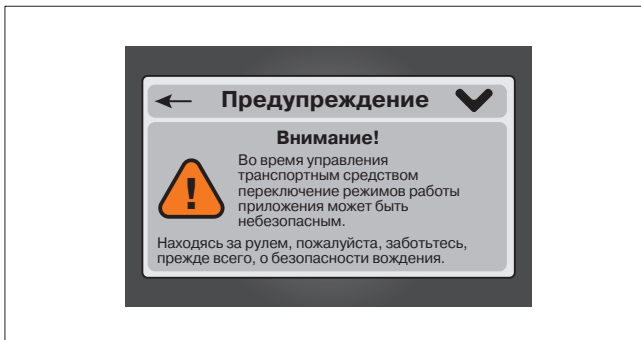 Предупреждение
Внимание!
Во время управления
транспортным средством
переключение режимов работы
приложения может быть
небезопасным.
Находясь за рулем, пожалуйста, заботьтесь,
прежде всего, о безопасности вождения.